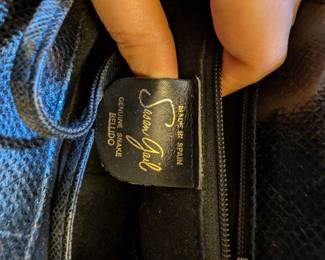 MADE IN SPAIN
Susan Gail
GENUINE SNAKE
BELLIDO